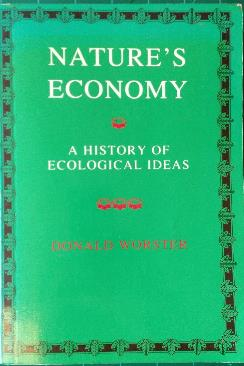 NATURE'S
ECONOMY
A HISTORY OF
ECOLOGICAL IDEAS
DONALD WORSTER